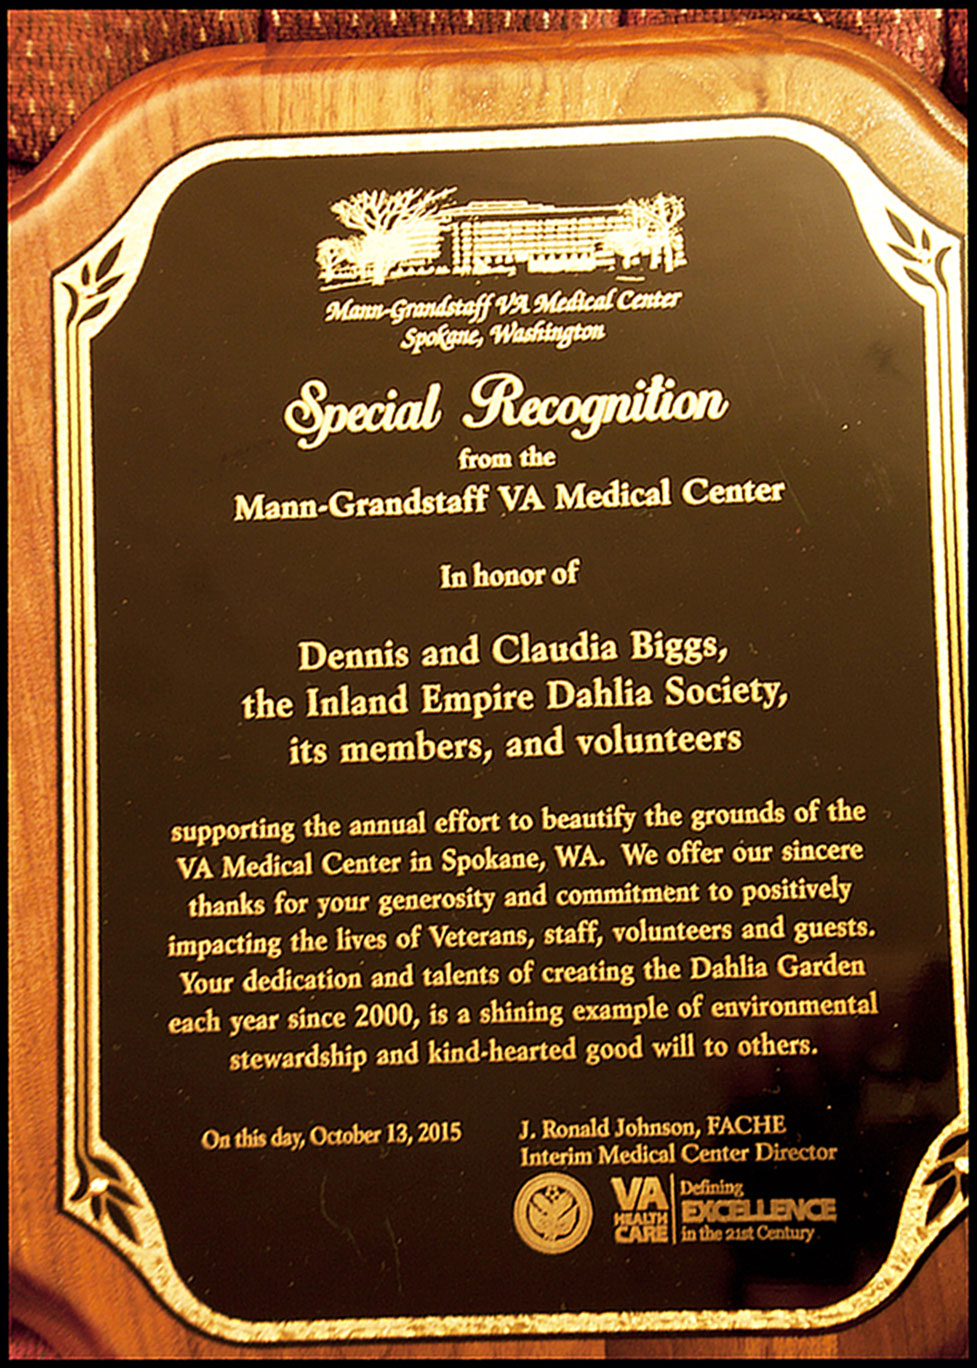 Mann-Grandstaff VA Medical Center
Spokane, Washington
Special Recognition
from the
Mann-Grandstaff VA Medical Center
In honor of
Dennis and Claudia Biggs,
the Inland Empire Dahlia Society,
its members, and volunteers
supporting the annual effort to beautify the grounds of the
VA Medical Center in Spokane, WA. We offer our sincere
thanks for your generosity and commitment to positively
impacting the lives of Veterans, staff, volunteers and guests.
Your dedication and talents of creating the Dahlia Garden
each year since 2000, is a shining example of environmental
stewardship and kind-hearted good will to others.
On this day, October 13, 2015
J. Ronald Johnson, FACHE
Interim Medical Center Director
VA
HEALTH
CARE
Defining
EXCELLENCE
in the 21st Century